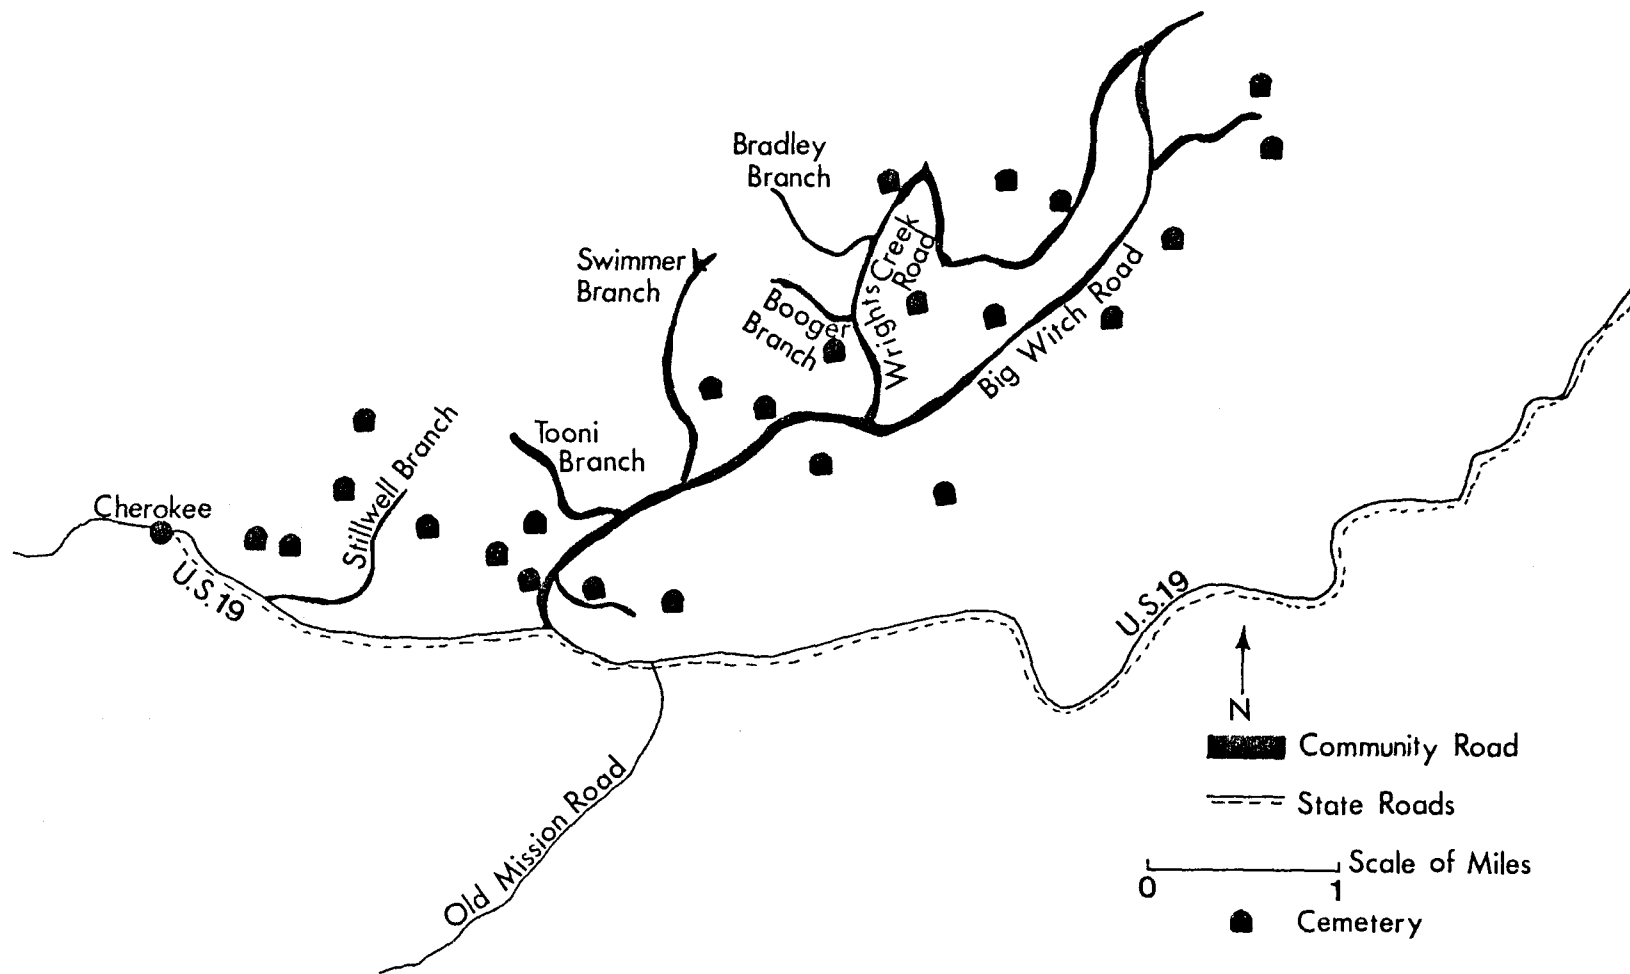 Bradley
Branch
Swimmer
Branch
Booger
Branch
Wrights Creek
Road
Big Witch Road
Tooni
Branch
Stillwell Branch
Cherokee
U.S.19
U.S.19
Old Mission Road
N
Community Road
State Roads
Scale of Miles
0 1
Cemetery